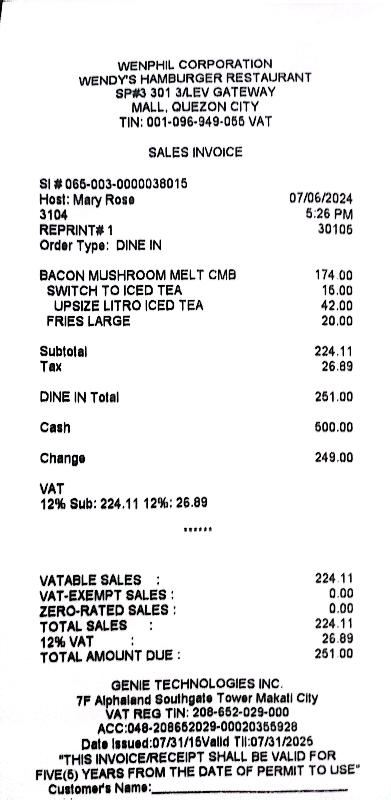 WENPHIL CORPORATION
WENDY'S HAMBURGER RESTAURANT
SP#3 301 3/LEV GATEWAY
MALL, QUEZON CITY
TIN: 001-096-949-055 VAT
SALES INVOICE
SI # 065-003-0000038015
Host: Mary Rose 07/06/2024
3104 5:26 PM
REPRINT# 1 30105
Order Type: DINE IN
BACON MUSHROOM MELT CMB 174.00
SWITCH TO ICED TEA 15.00
UPSIZE LITRO ICED TEA 42.00
FRIES LARGE 20.00
Subtotal 224.11
Tax 26.89
DINE IN Total 251.00
Cash 500.00
Change 249.00
VAT
12% Sub: 224.11 12%: 26.89
******
VATABLE SALES : 224.11
VAT-EXEMPT SALES : 0.00
ZERO-RATED SALES : 0.00
TOTAL SALES : 224.11
12% VAT : 26.89
TOTAL AMOUNT DUE : 251.00
GENIE TECHNOLOGIES INC.
7F Alphaland Southgate Tower Makati City
VAT REG TIN: 208-652-029-000
ACC:048-208652029-00020355928
Date Issued:07/31/15Valid Til:07/31/2025
"THIS INVOICE/RECEIPT SHALL BE VALID FOR
FIVE(5) YEARS FROM THE DATE OF PERMIT TO USE"
Customer's Name: